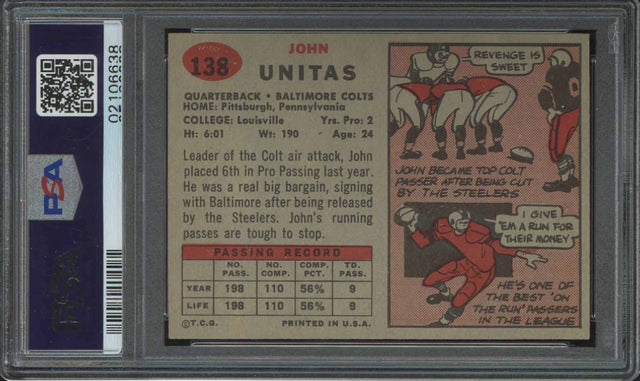 02106638
PSA
PSA
138
JOHN
UNITAS
QUARTERBACK • BALTIMORE COLTS
HOME: Pittsburgh, Pennsylvania
COLLEGE: Louisville Yrs. Pro: 2
Ht: 6:01 Wt: 190 Age: 24
Leader of the Colt air attack, John
placed 6th in Pro Passing last year.
He was a real big bargain, signing
with Baltimore after being released
by the Steelers. John's running
passes are tough to stop.
PASSING RECORD
NO. PASS. NO. COMP. COMP. PCT. TD. PASS.
YEAR 198 110 56% 9
LIFE 198 110 56% 9
©T.C.G. PRINTED IN U.S.A.
REVENGE IS
SWEET
JOHN BECAME TOP COLT
PASSER AFTER BEING CUT
BY THE STEELERS
I GIVE
'EM A RUN FOR
THEIR MONEY
HE'S ONE OF
THE BEST 'ON
THE RUN' PASSERS
IN THE LEAGUE